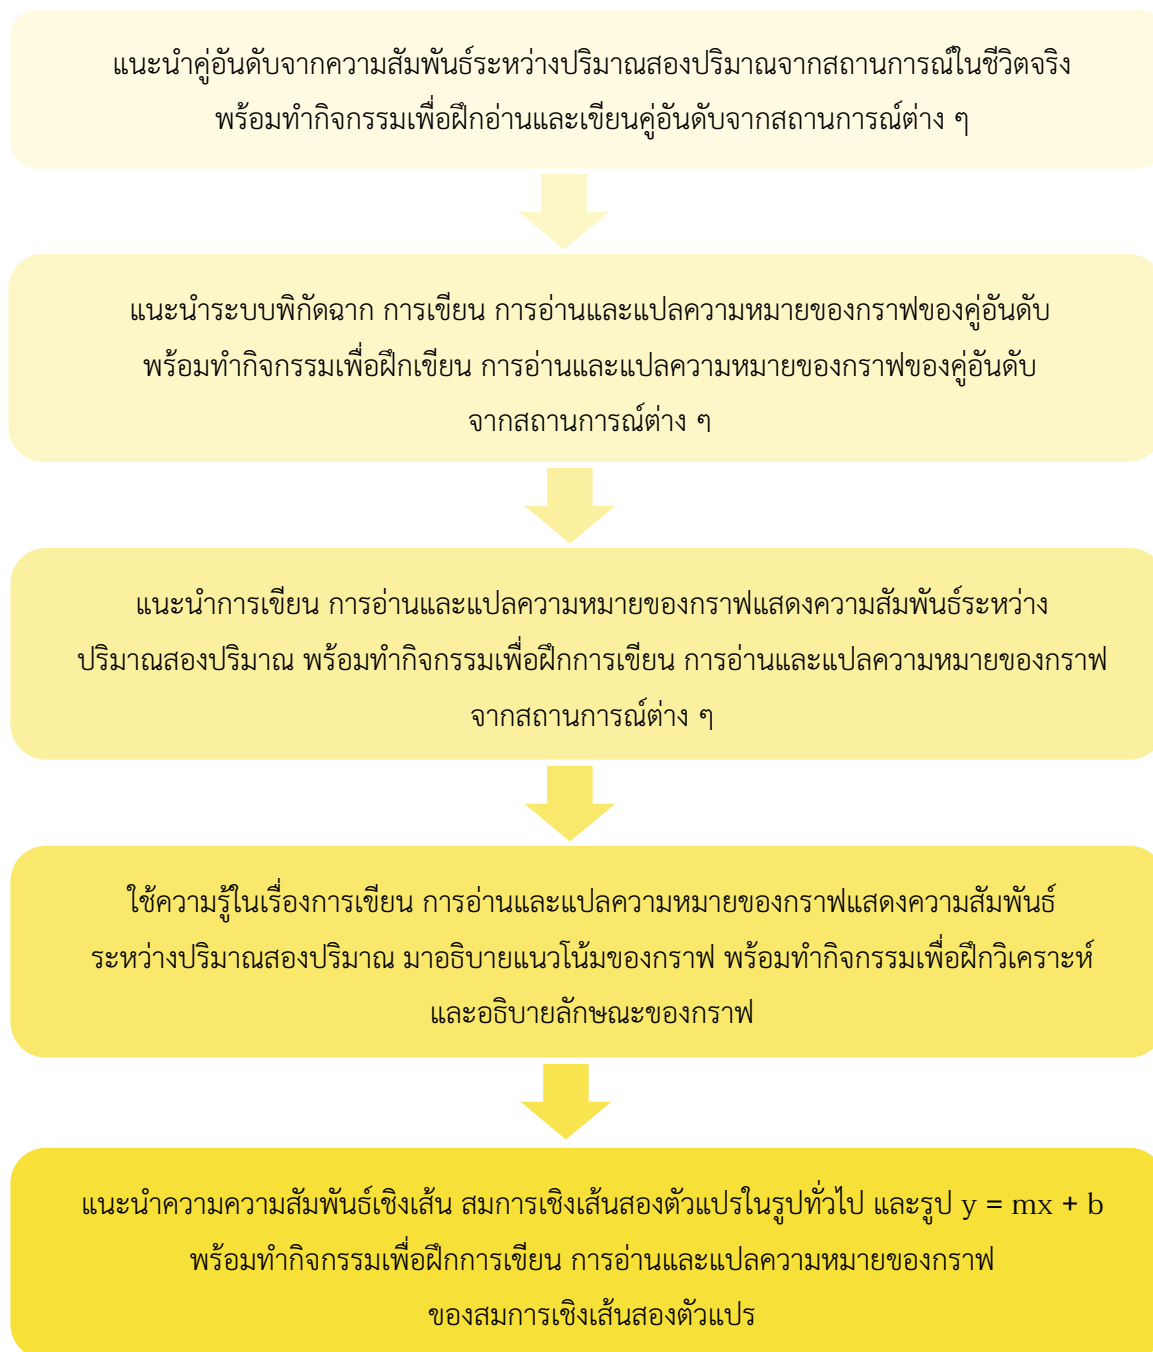 แนะนำคู่อันดับจากความสัมพันธ์ระหว่างปริมาณสองปริมาณจากสถานการณ์ในชีวิตจริง
พร้อมทำกิจกรรมเพื่อฝึกอ่านและเขียนคู่อันดับจากสถานการณ์ต่าง ๆ
แนะนำระบบพิกัดฉาก การเขียน การอ่านและแปลความหมายของกราฟของคู่อันดับ
พร้อมทำกิจกรรมเพื่อฝึกเขียน การอ่านและแปลความหมายของกราฟของคู่อันดับ
จากสถานการณ์ต่าง ๆ
แนะนำการเขียน การอ่านและแปลความหมายของกราฟแสดงความสัมพันธ์ระหว่าง
ปริมาณสองปริมาณ พร้อมทำกิจกรรมเพื่อฝึกการเขียน การอ่านและแปลความหมายของกราฟ
จากสถานการณ์ต่าง ๆ
ใช้ความรู้ในเรื่องการเขียน การอ่านและแปลความหมายของกราฟแสดงความสัมพันธ์
ระหว่างปริมาณสองปริมาณ มาอธิบายแนวโน้มของกราฟ พร้อมทำกิจกรรมเพื่อฝึกวิเคราะห์
และอธิบายลักษณะของกราฟ
แนะนำความความสัมพันธ์เชิงเส้น สมการเชิงเส้นสองตัวแปรในรูปทั่วไป และรูป y = mx + b
พร้อมทำกิจกรรมเพื่อฝึกการเขียน การอ่านและแปลความหมายของกราฟ
ของสมการเชิงเส้นสองตัวแปร